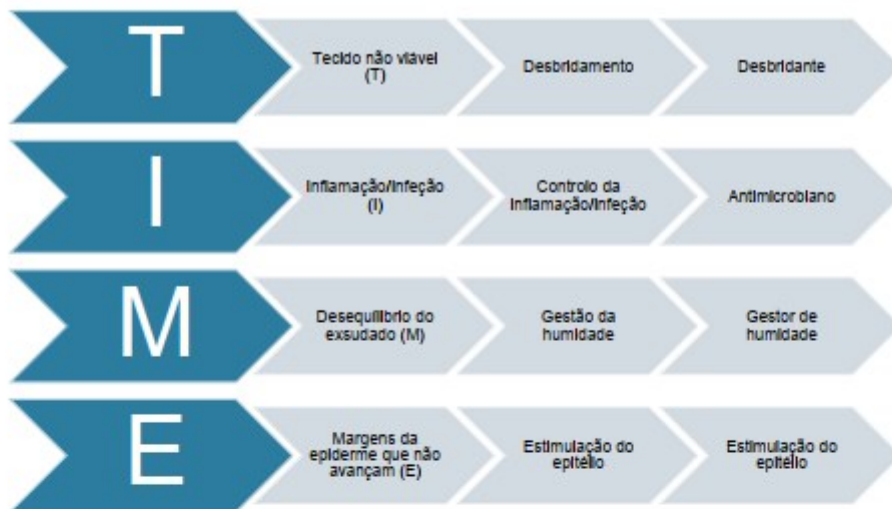 T
Tecido não viável
(T)
Desbridamento
Desbridante
I
Inflamação/Infeção
(I)
Controlo da
Inflamação/Infeção
Antimicrobiano
M
Desequilíbrio do
exsudado (M)
Gestão da
humidade
Gestor de
humidade
E
Margens da
epiderme que não
avançam (E)
Estimulação do
epitélio
Estimulação do
epitélio